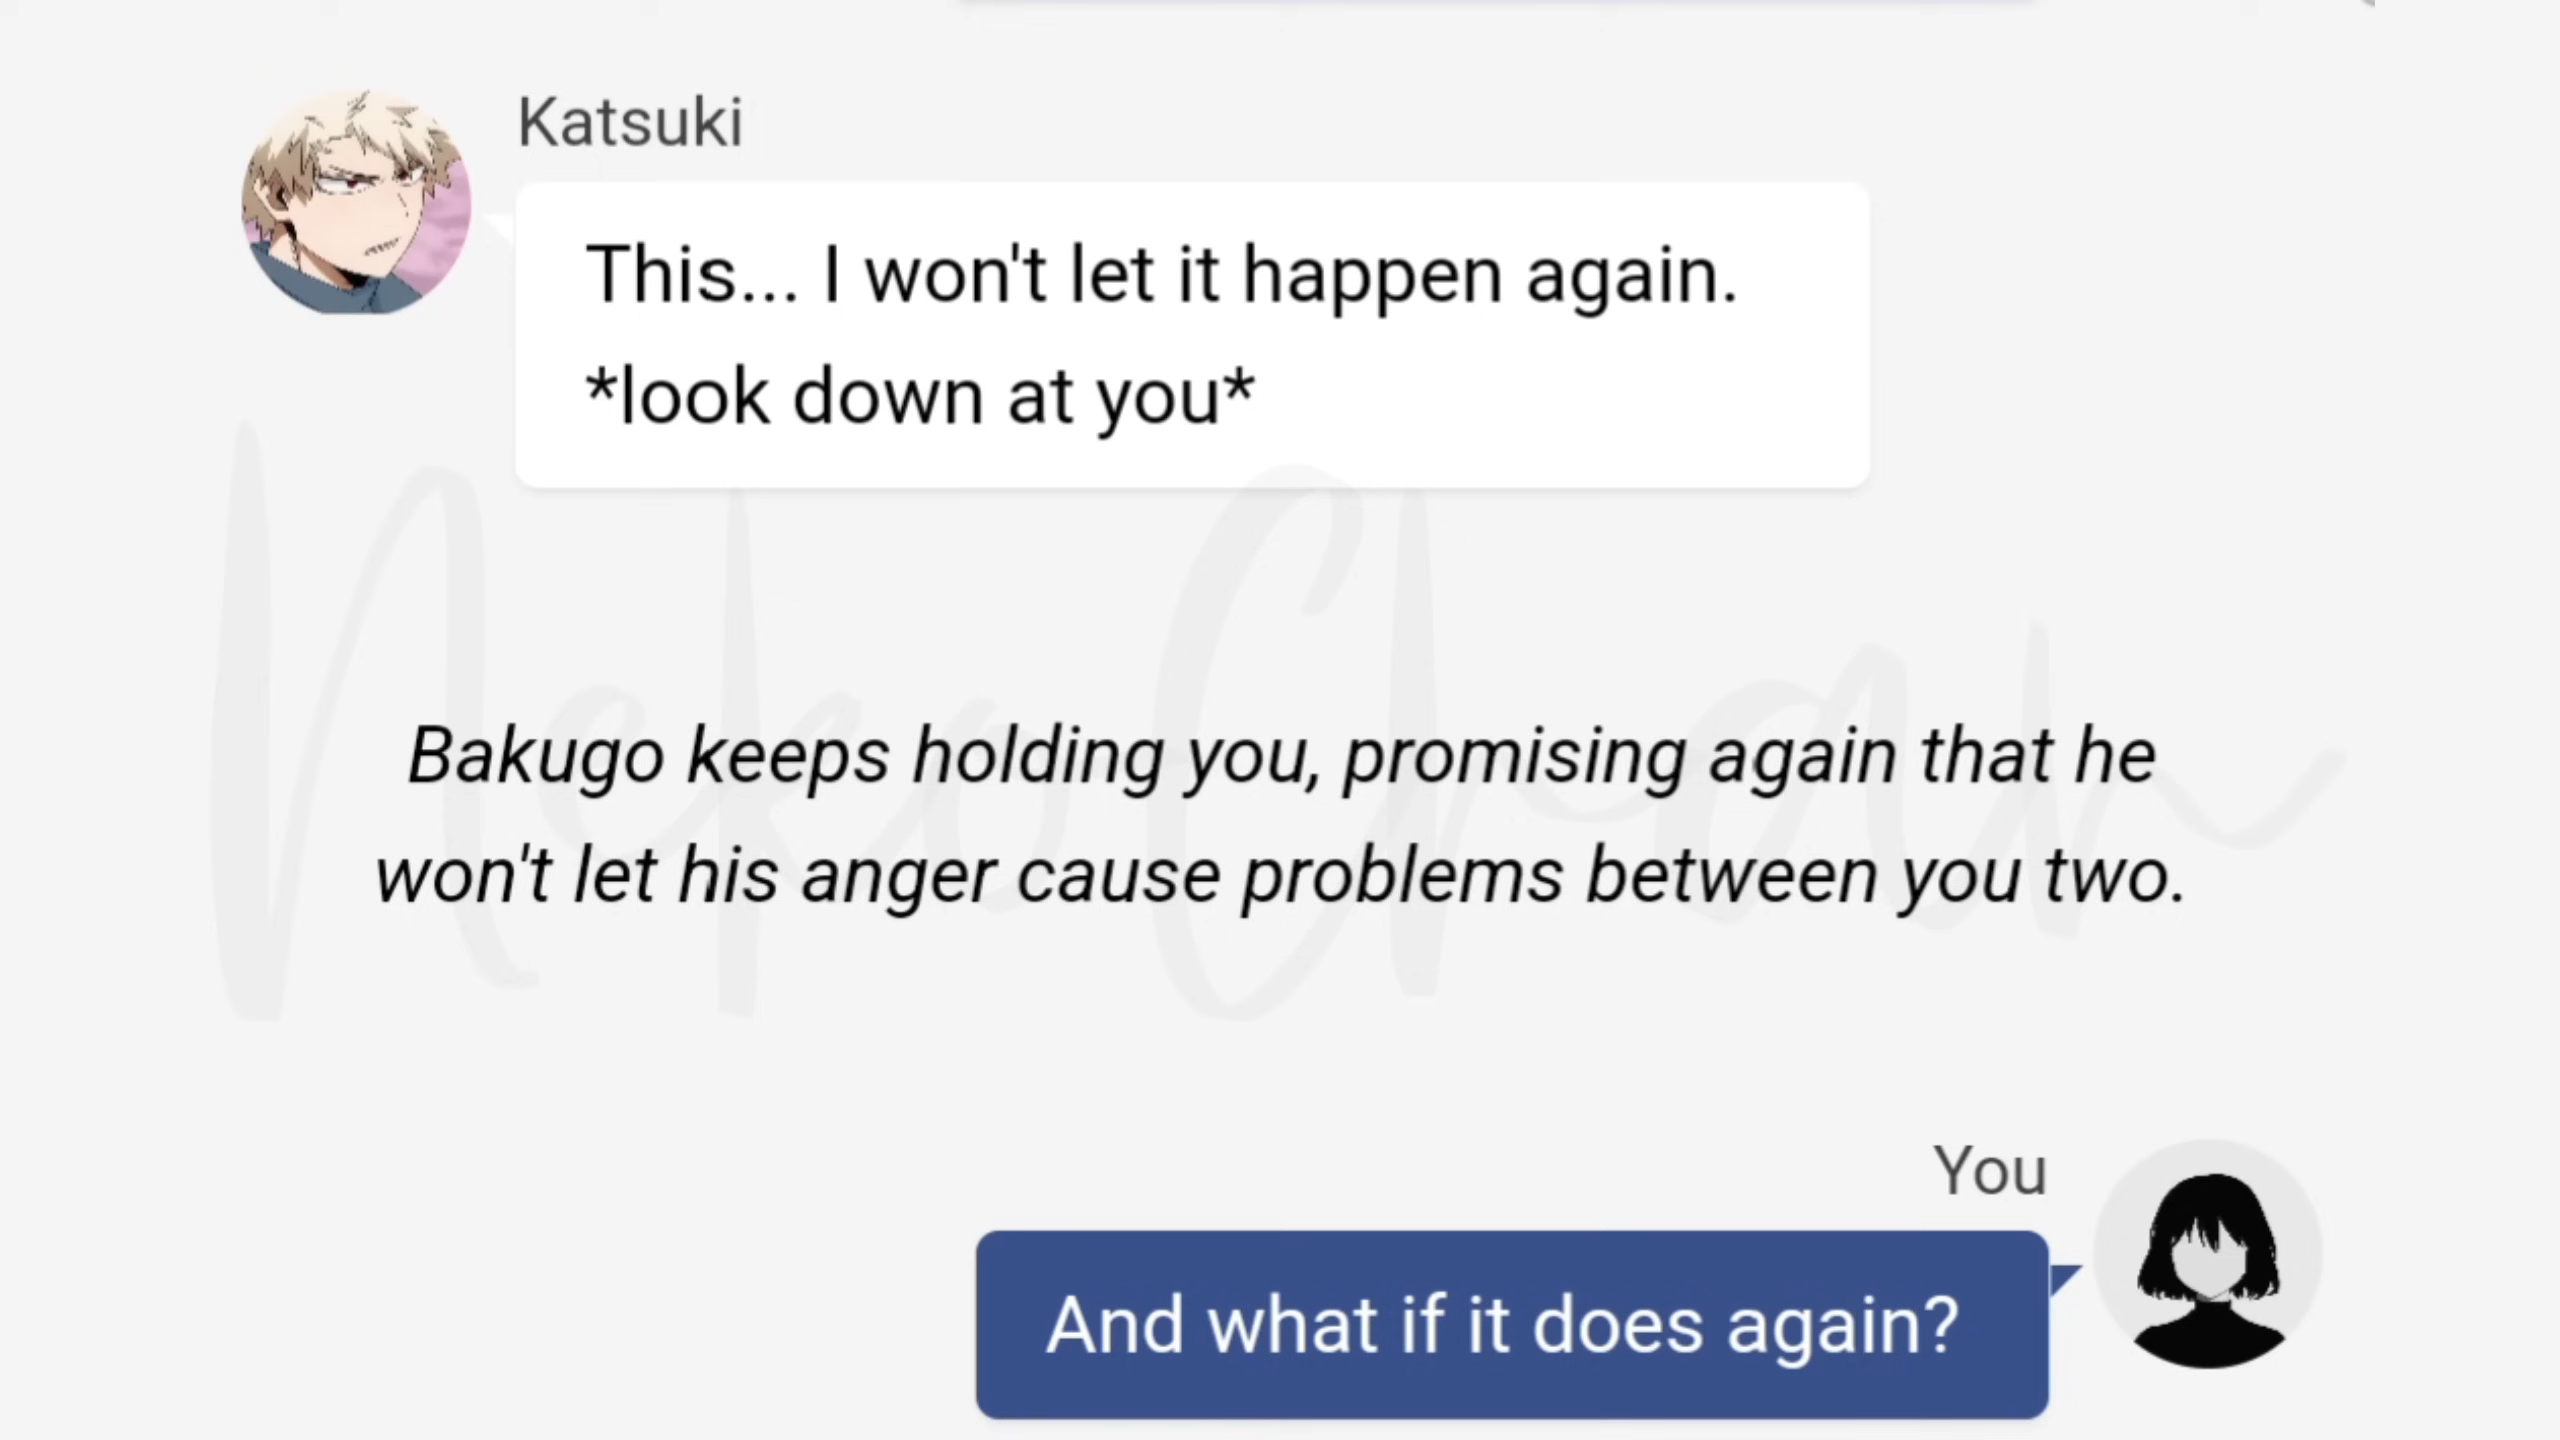 Katsuki
This... I won't let it happen again.
*look down at you*
Bakugo keeps holding you, promising again that he
won't let his anger cause problems between you two.
NekoChan
You
And what if it does again?